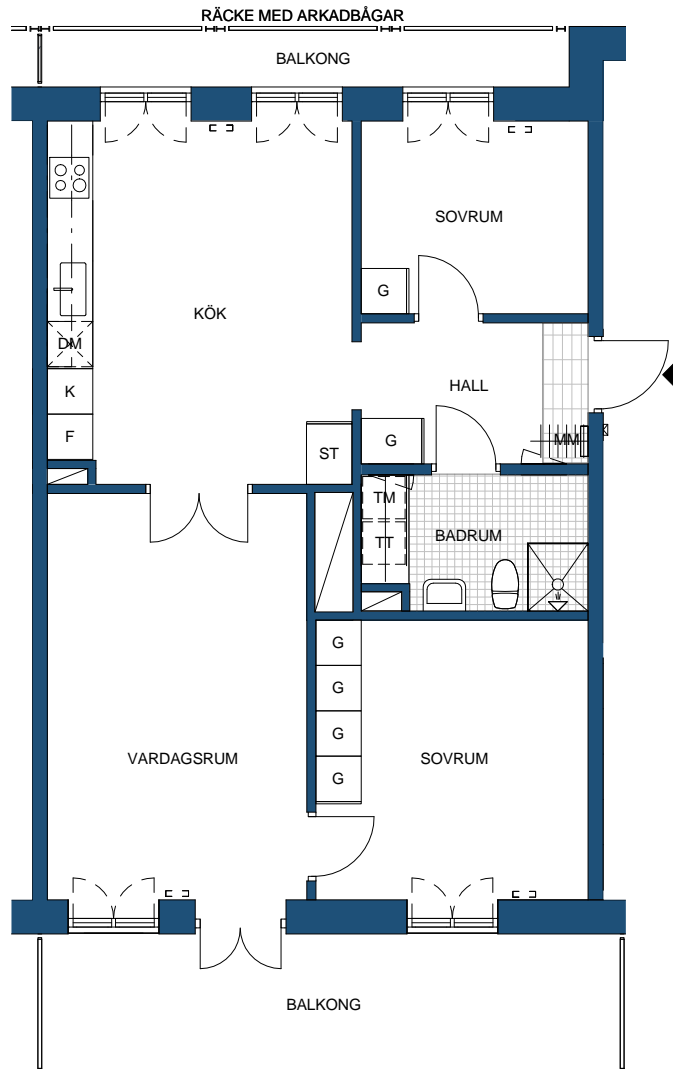 RÄCKE MED ARKADBÅGAR
BALKONG
SOVRUM
G
KÖK
DM
HALL
K
MM
F
G
ST
TM
BADRUM
TT
G
G
G
VARDAGSRUM
SOVRUM
G
BALKONG